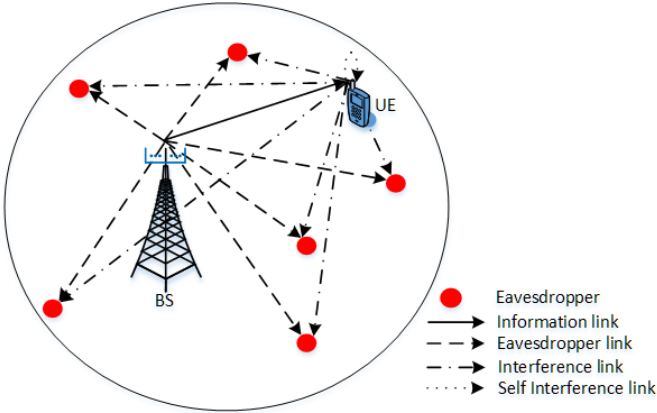 UE
BS
Eavesdropper
Information link
Eavesdropper link
Interference link
Self Interference link